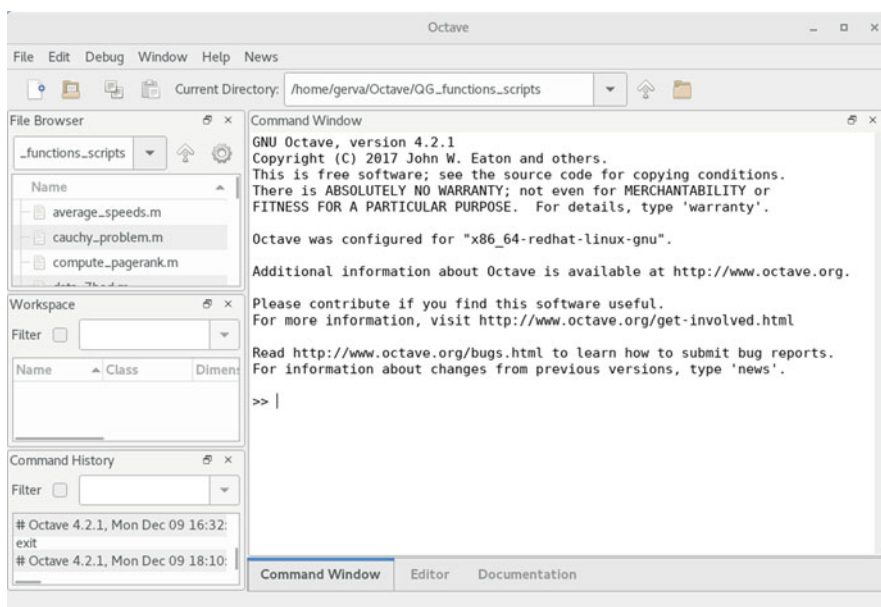 Octave
File Edit Debug Window Help News
Current Directory: /home/gerva/Octave/QG_functions_scripts
File Browser
_functions_scripts
Name
average_speeds.m
cauchy_problem.m
compute_pagerank.m
Workspace
Filter
Name Class Dimens
Command History
Filter
# Octave 4.2.1, Mon Dec 09 16:32:
exit
# Octave 4.2.1, Mon Dec 09 18:10:
Command Window
GNU Octave, version 4.2.1
Copyright (C) 2017 John W. Eaton and others.
This is free software; see the source code for copying conditions.
There is ABSOLUTELY NO WARRANTY; not even for MERCHANTABILITY or
FITNESS FOR A PARTICULAR PURPOSE.  For details, type 'warranty'.
Octave was configured for "x86_64-redhat-linux-gnu".
Additional information about Octave is available at http://www.octave.org.
Please contribute if you find this software useful.
For more information, visit http://www.octave.org/get-involved.html
Read http://www.octave.org/bugs.html to learn how to submit bug reports.
For information about changes from previous versions, type 'news'.
>>
Command Window Editor Documentation